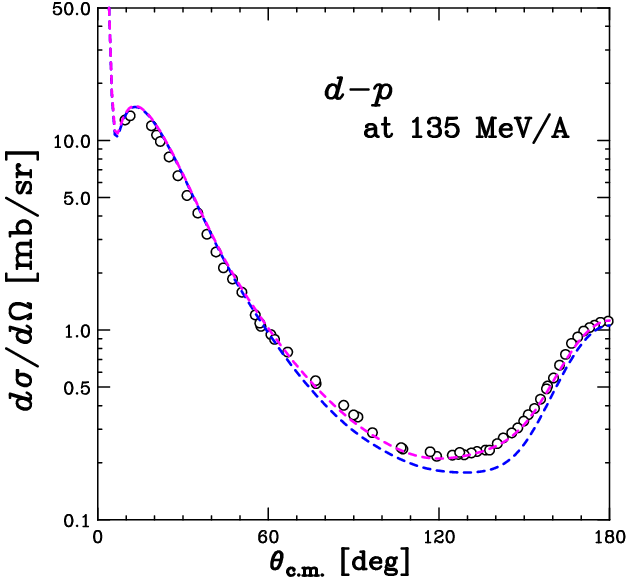 50.0
d-p
at 135 MeV/A
10.0
5.0
1.0
0.5
0.1
dσ/dΩ [mb/sr]
0 60 120 180
θc.m. [deg]